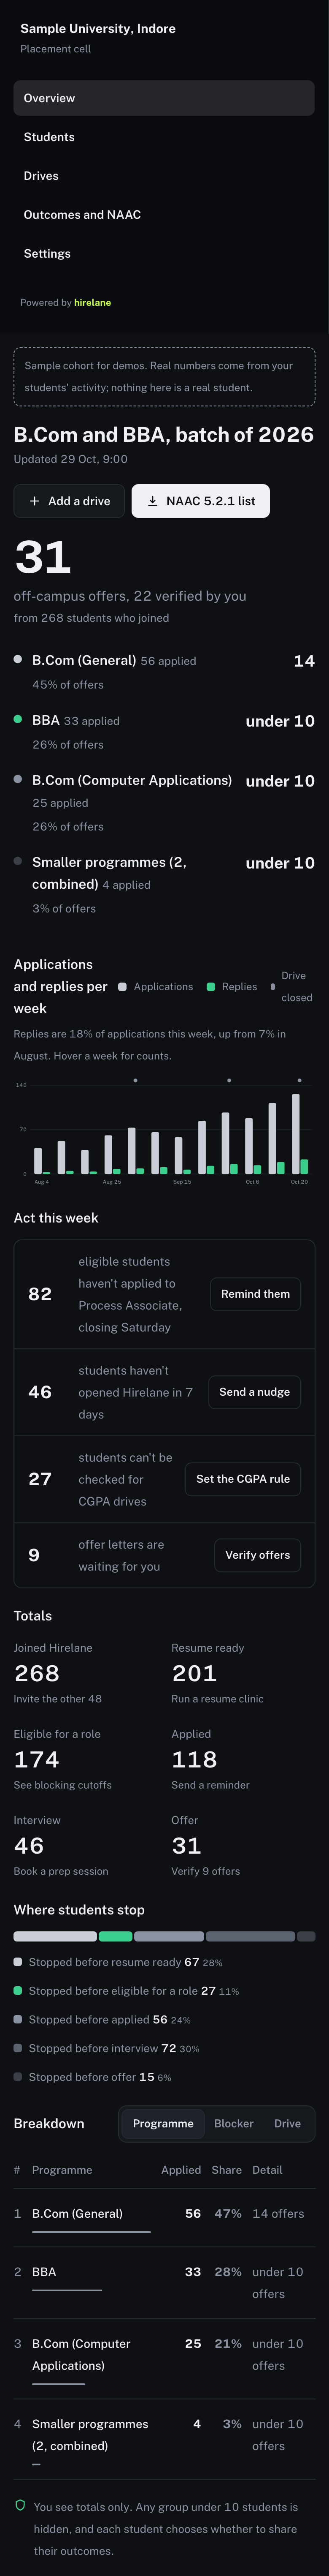 Sample University, Indore
Placement cell
Overview
Students
Drives
Outcomes and NAAC
Settings
Powered by hirelane
Sample cohort for demos. Real numbers come from your
students' activity; nothing here is a real student.
B.Com and BBA, batch of 2026
Updated 29 Oct, 9:00
Add a drive
NAAC 5.2.1 list
31
off-campus offers, 22 verified by you
from 268 students who joined
B.Com (General) 56 applied 14
45% of offers
BBA 33 applied under 10
26% of offers
B.Com (Computer Applications) under 10
25 applied
26% of offers
Smaller programmes (2, under 10
combined) 4 applied
3% of offers
Applications
and replies per
week
Applications
Replies
Drive
closed
Replies are 18% of applications this week, up from 7% in
August. Hover a week for counts.
140
70
0
Aug 4 Aug 25 Sep 15 Oct 6 Oct 20
Act this week
82
eligible students
haven't applied to
Process Associate,
closing Saturday
Remind them
46
students haven't
opened Hirelane in 7
days
Send a nudge
27
students can't be
checked for
CGPA drives
Set the CGPA rule
9
offer letters are
waiting for you
Verify offers
Totals
Joined Hirelane
268
Invite the other 48
Resume ready
201
Run a resume clinic
Eligible for a role
174
See blocking cutoffs
Applied
118
Send a reminder
Interview
46
Book a prep session
Offer
31
Verify 9 offers
Where students stop
Stopped before resume ready 67 28%
Stopped before eligible for a role 27 11%
Stopped before applied 56 24%
Stopped before interview 72 30%
Stopped before offer 15 6%
Breakdown
Programme Blocker Drive
# Programme Applied Share Detail
1 B.Com (General) 56 47% 14 offers
2 BBA 33 28% under 10
offers
3 B.Com (Computer 25 21% under 10
Applications) offers
4 Smaller programmes 4 3% under 10
(2, combined) offers
You see totals only. Any group under 10 students is
hidden, and each student chooses whether to share
their outcomes.